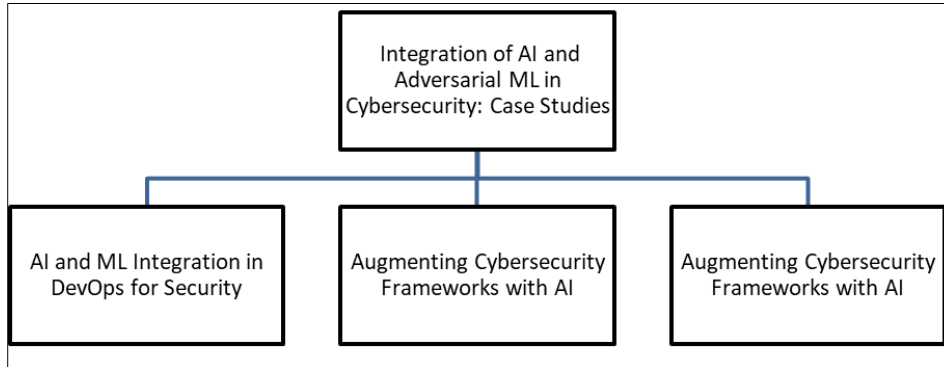 Integration of AI and
Adversarial ML in
Cybersecurity: Case Studies
AI and ML Integration in
DevOps for Security
Augmenting Cybersecurity
Frameworks with AI
Augmenting Cybersecurity
Frameworks with AI